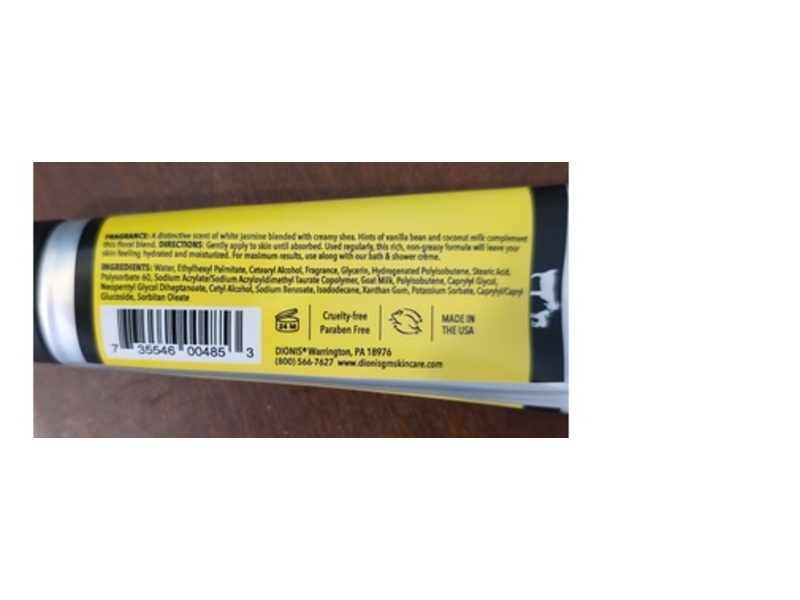 FRAGRANCE: A distinctive scent of white jasmine blended with creamy shea. Hints of vanilla bean and coconut milk complement
this floral blend. DIRECTIONS: Gently apply to skin until absorbed. Used regularly, this rich, non-greasy formula will leave your
skin feeling hydrated and moisturized. For maximum results, use along with our bath & shower crème.
INGREDIENTS: Water, Ethylhexyl Palmitate, Cetearyl Alcohol, Fragrance, Glycerin, Hydrogenated Polyisobutene, Stearic Acid,
Polysorbate 60, Sodium Acrylate/Sodium Acryloyldimethyl Taurate Copolymer, Goat Milk, Polyisobutene, Caprylyl Glycol,
Neopentyl Glycol Diheptanoate, Cetyl Alcohol, Sodium Benzoate, Isododecane, Xanthan Gum, Potassium Sorbate, Caprylyl/Capryl
Glucoside, Sorbitan Oleate
24 M
Cruelty-free
Paraben Free
MADE IN
THE USA
7 35546 00485 3
DIONIS® Warrington, PA 18976
(800) 566-7627 www.dionisgmskincare.com